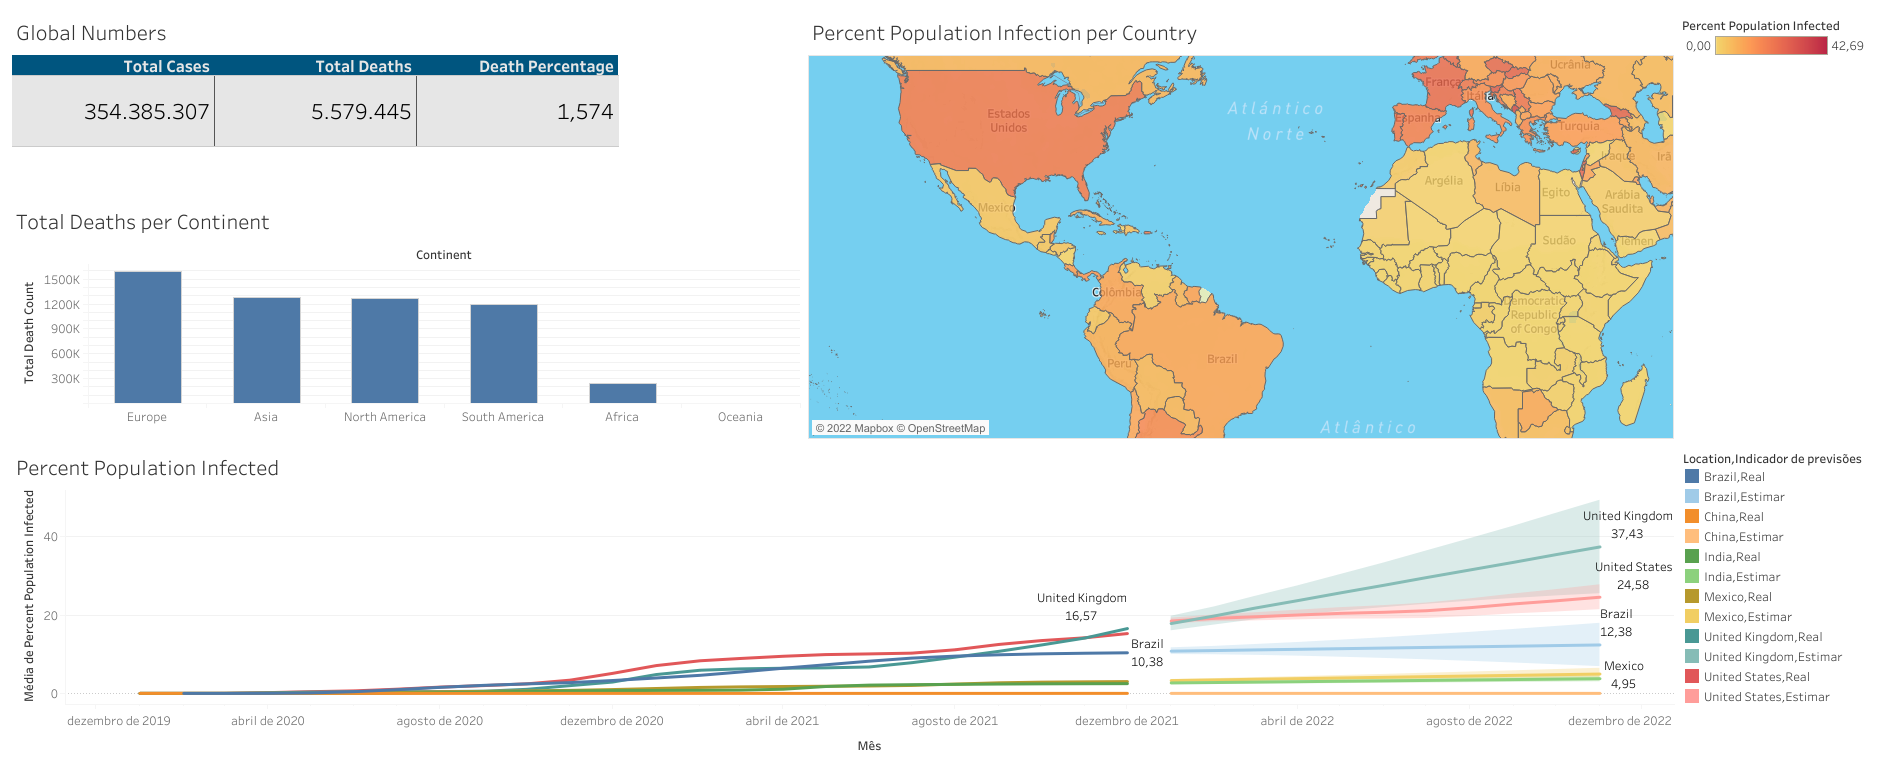 Global Numbers
Total Cases Total Deaths Death Percentage
354.385.307 5.579.445 1,574
Total Deaths per Continent
Continent
Total Death Count
1500K
1200K
900K
600K
300K
Europe Asia North America South America Africa Oceania
Percent Population Infection per Country
Percent Population Infected
0,00 42,69
Estados
Unidos
Mexico
Atlántico
Norte
Ucrânia
França
Itália
Espanha
Turquia
Iraque
Irã
Argélia
Líbia
Egito
Arábia
Saudita
Sudão
Iêmen
Colômbia
Democratic
Republic
of Congo
Peru
Brazil
Atlântico
© 2022 Mapbox © OpenStreetMap
Percent Population Infected
Média de Percent Population Infected
40
20
0
United Kingdom
16,57
Brazil
10,38
United Kingdom
37,43
United States
24,58
Brazil
12,38
Mexico
4,95
dezembro de 2019 abril de 2020 agosto de 2020 dezembro de 2020 abril de 2021 agosto de 2021 dezembro de 2021 abril de 2022 agosto de 2022 dezembro de 2022
Mês
Location,Indicador de previsões
Brazil,Real
Brazil,Estimar
China,Real
China,Estimar
India,Real
India,Estimar
Mexico,Real
Mexico,Estimar
United Kingdom,Real
United Kingdom,Estimar
United States,Real
United States,Estimar